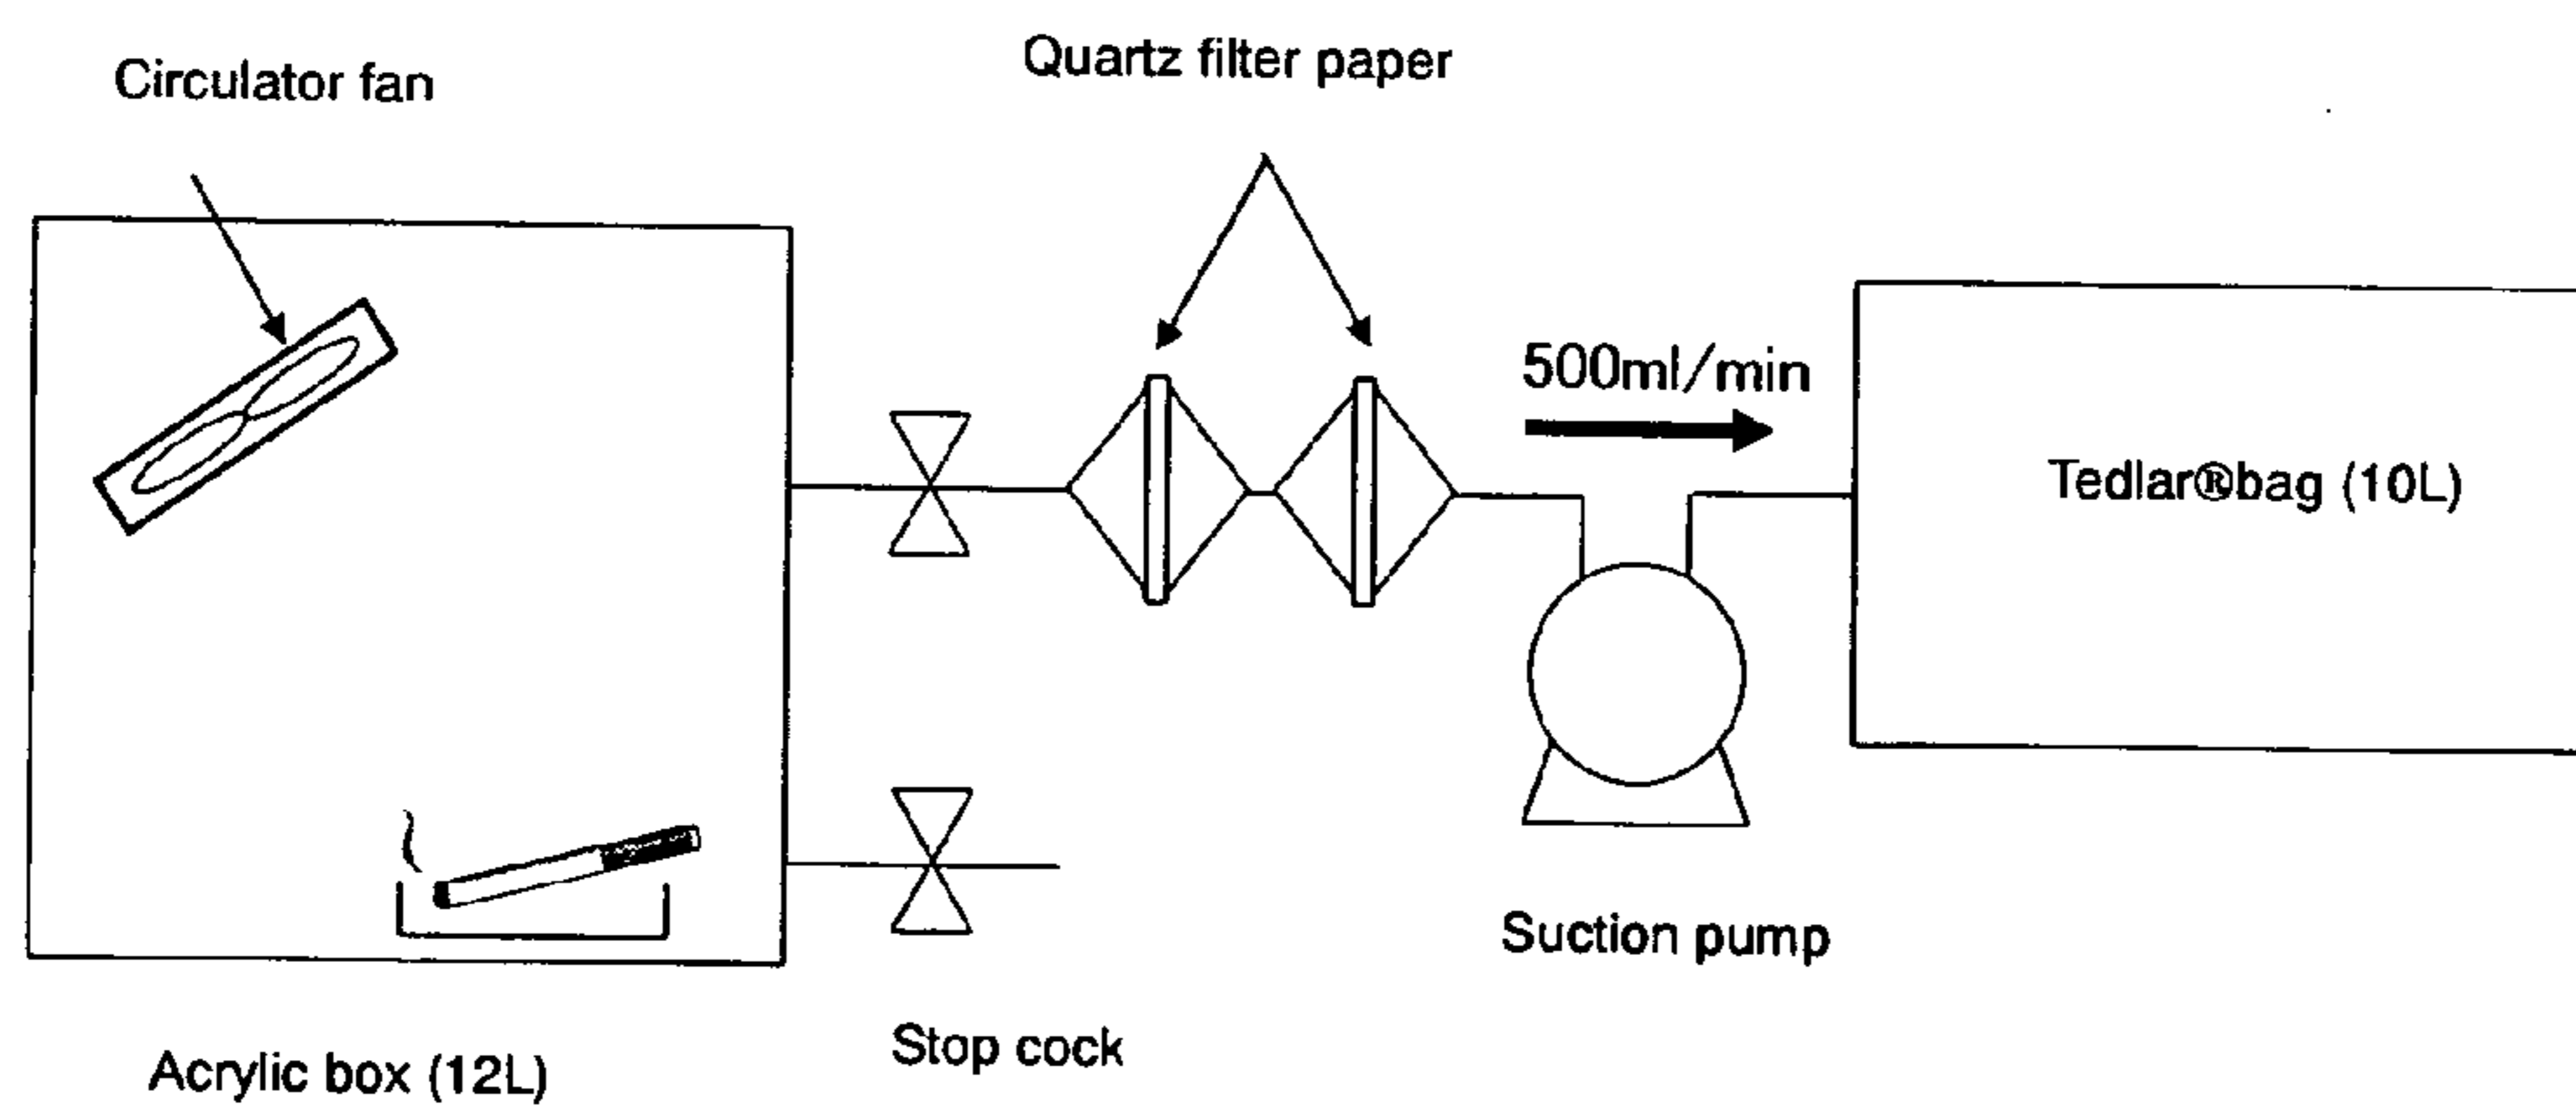 Circulator fan
Quartz filter paper
500ml/min
Tedlar®bag (10L)
Suction pump
Stop cock
Acrylic box (12L)